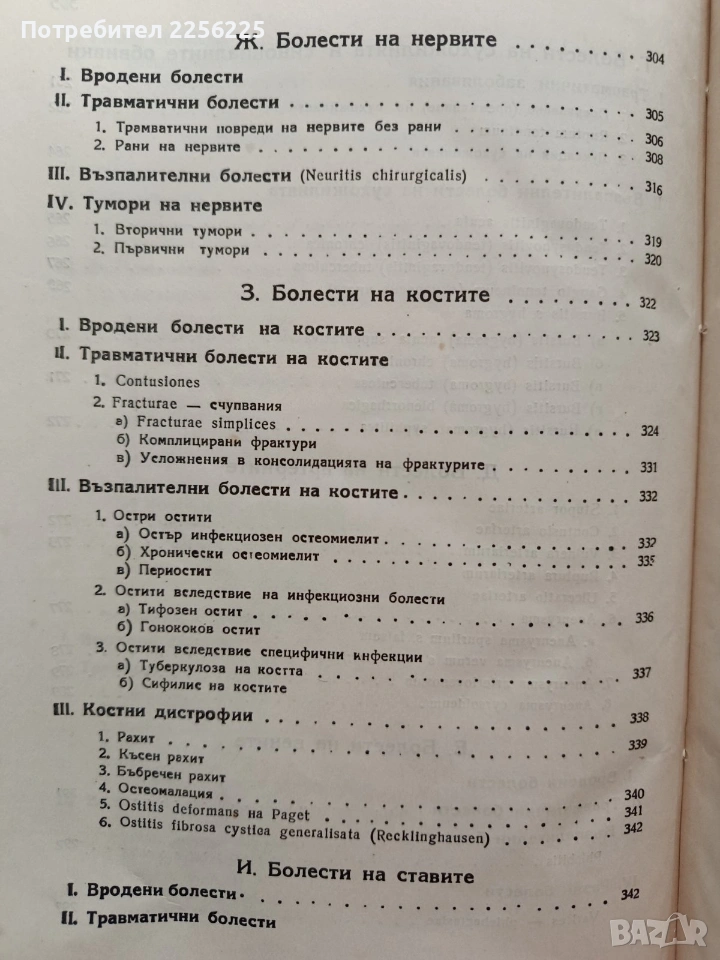 Потребител 2256225
Ж. Болести на нервите . . . . . . . . 304
I. Вродени болести
II. Травматични болести . . . . . . . . . . . . . . . . 305
1. Трамватични повреди на нервите без рани . . . . . . . . 306
2. Рани на нервите . . . . . . . . . . . . . . . . 308
III. Възпалителни болести (Neuritis chirurgicalis) . . . . . . . . 316
IV. Тумори на нервите
1. Вторични тумори . . . . . . . . . . . . . . . . 319
2. Първични тумори . . . . . . . . . . . . . . . . 320
З. Болести на костите . . . . . . . . 322
I. Вродени болести на костите . . . . . . . . . . . . 323
II. Травматични болести на костите
1. Contusiones
2. Fracturae — счупвания
а) Fracturae simplices . . . . . . . . . . . . . . 324
б) Комплицирани фрактури
в) Усложнения в консолидацията на фрактурите . . . . . . 331
III. Възпалителни болести на костите . . . . . . . . . . 332
1. Остри остити
а) Остър инфекциозен остеомиелит . . . . . . . . . . 332
б) Хронически остеомиелит . . . . . . . . . . . . 335
в) Периостит
2. Остити вследствие на инфекциозни болести
а) Тифозен остит . . . . . . . . . . . . . . . . 336
б) Гонококов остит
3. Остити вследствие специфични инфекции
а) Туберкулоза на костта . . . . . . . . . . . . . . 337
б) Сифилис на костите
III. Костни дистрофии . . . . . . . . . . . . . . . . 338
1. Рахит . . . . . . . . . . . . . . . . . . . . 339
2. Късен рахит
3. Бъбречен рахит
4. Остеомалация . . . . . . . . . . . . . . . . 340
5. Ostitis deformans на Paget . . . . . . . . . . . . 341
6. Ostitis fibrosa cystica generalisata (Recklinghausen) . . . . . . 342
И. Болести на ставите
I. Вродени болести . . . . . . . . . . . . . . . . 342
II. Травматични болести
BAZAR